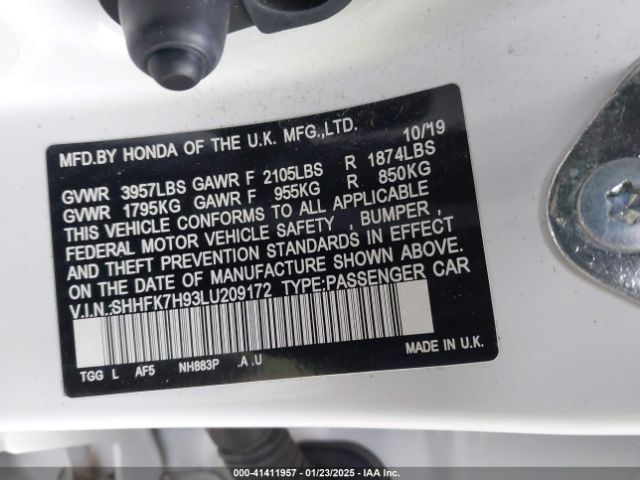 MFD.BY HONDA OF THE U.K. MFG.,LTD. 10/19
GVWR 3957LBS GAWR F 2105LBS R 1874LBS
GVWR 1795KG GAWR F 955KG R 850KG
THIS VEHICLE CONFORMS TO ALL APPLICABLE
FEDERAL MOTOR VEHICLE SAFETY , BUMPER ,
AND THEFT PREVENTION STANDARDS IN EFFECT
ON THE DATE OF MANUFACTURE SHOWN ABOVE.
V.I.N.:SHHFK7H93LU209172 TYPE:PASSENGER CAR
TGG L AF5 NH883P .A .U MADE IN U.K.
000-41411957 | 01/23/2025 | IAA Inc.